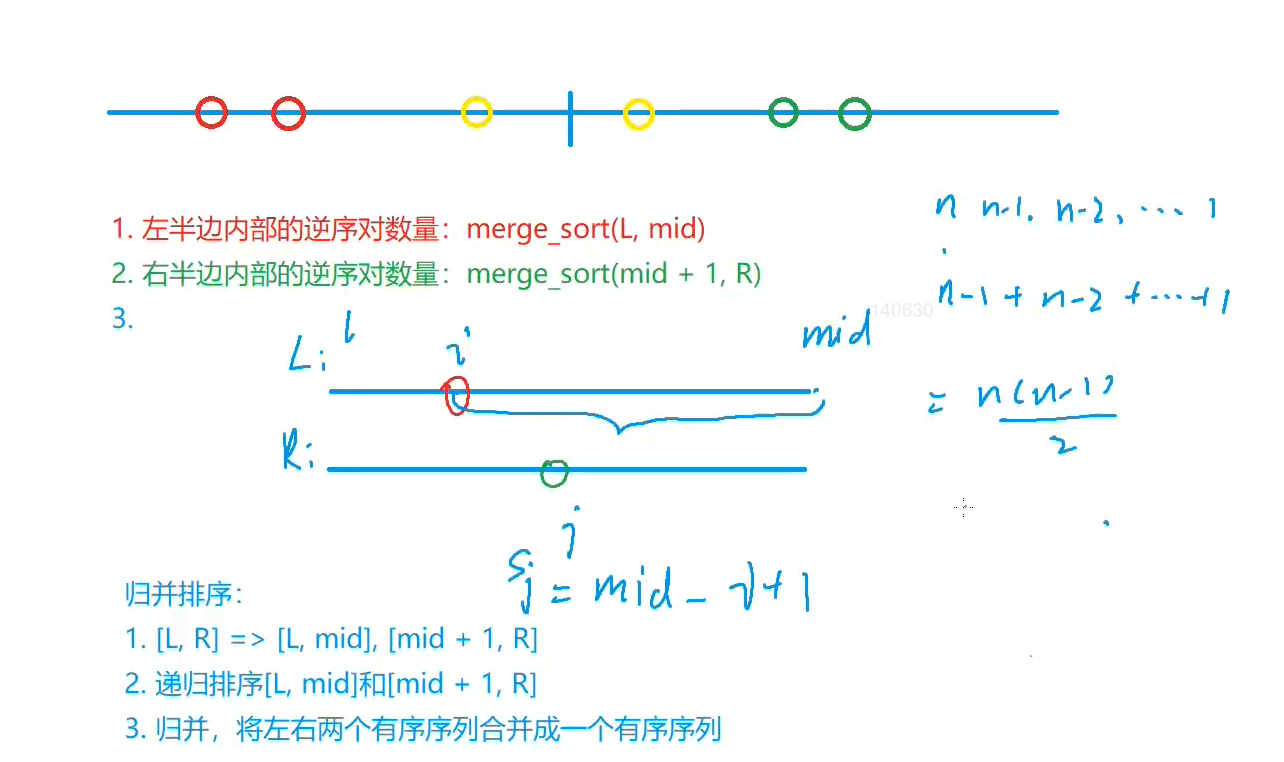 1. 左半边内部的逆序对数量：merge_sort(L, mid)
2. 右半边内部的逆序对数量：merge_sort(mid + 1, R)
3.
n n-1, n-2, ... 1
n-1 + n-2 + ... + 1
= n(n-1)
2
140630
l
Li
i
mid
Ri
j
Sj = mid - i + 1
归并排序：
1. [L, R] => [L, mid], [mid + 1, R]
2. 递归排序[L, mid]和[mid + 1, R]
3. 归并，将左右两个有序序列合并成一个有序序列